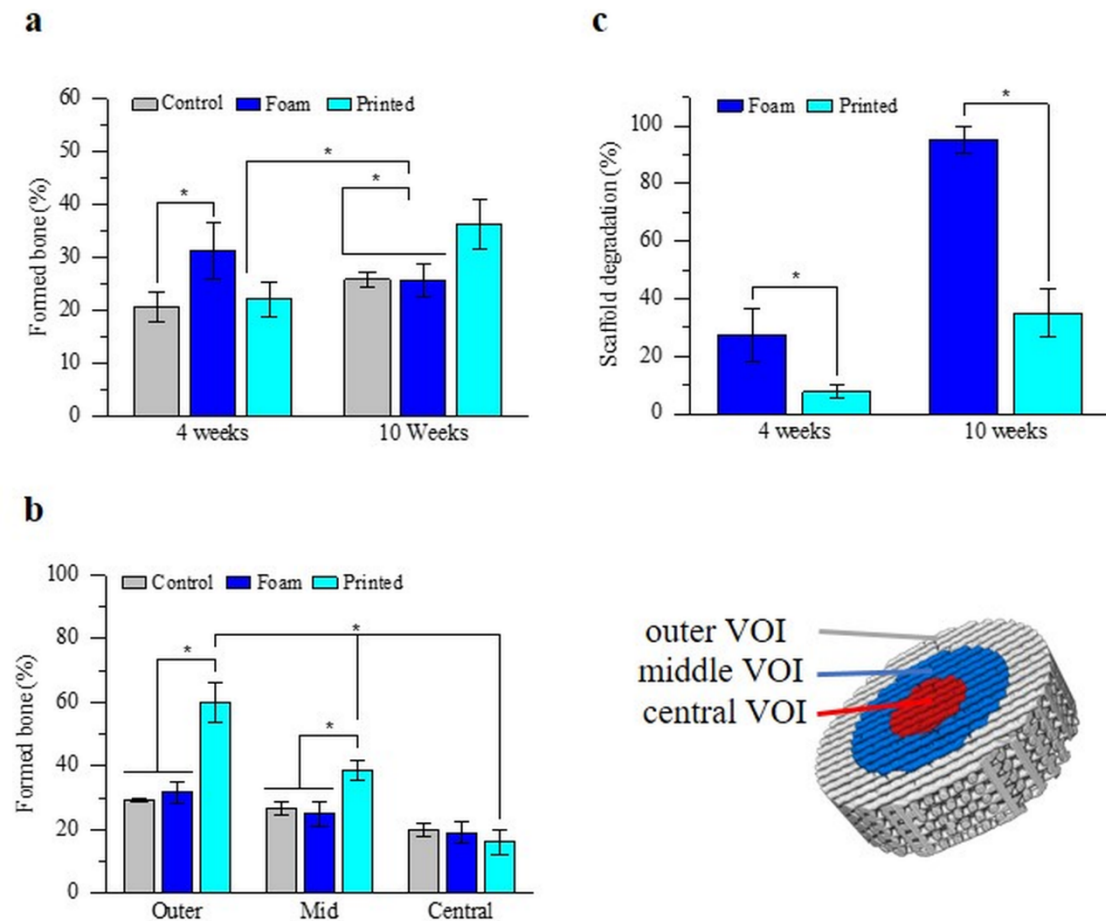 a
Control Foam Printed
Formed bone (%)
60
50
40
30
20
10
0
* * *
4 weeks 10 Weeks
c
Foam Printed
Scaffold degradation (%)
100
80
60
40
20
0
* *
4 weeks 10 weeks
b
Control Foam Printed
Formed bone (%)
100
80
60
40
20
0
* * *
Outer Mid Central
outer VOI
middle VOI
central VOI